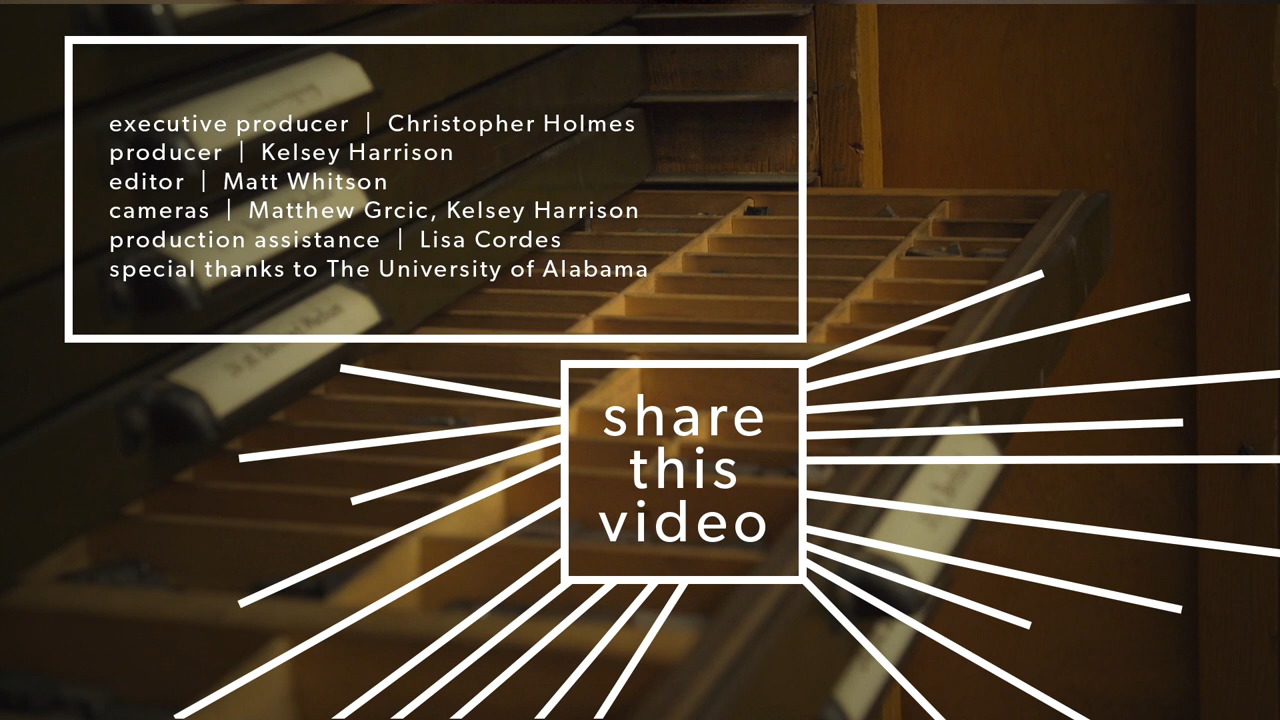 executive producer | Christopher Holmes
producer | Kelsey Harrison
editor | Matt Whitson
cameras | Matthew Grcic, Kelsey Harrison
production assistance | Lisa Cordes
special thanks to The University of Alabama
share
this
video